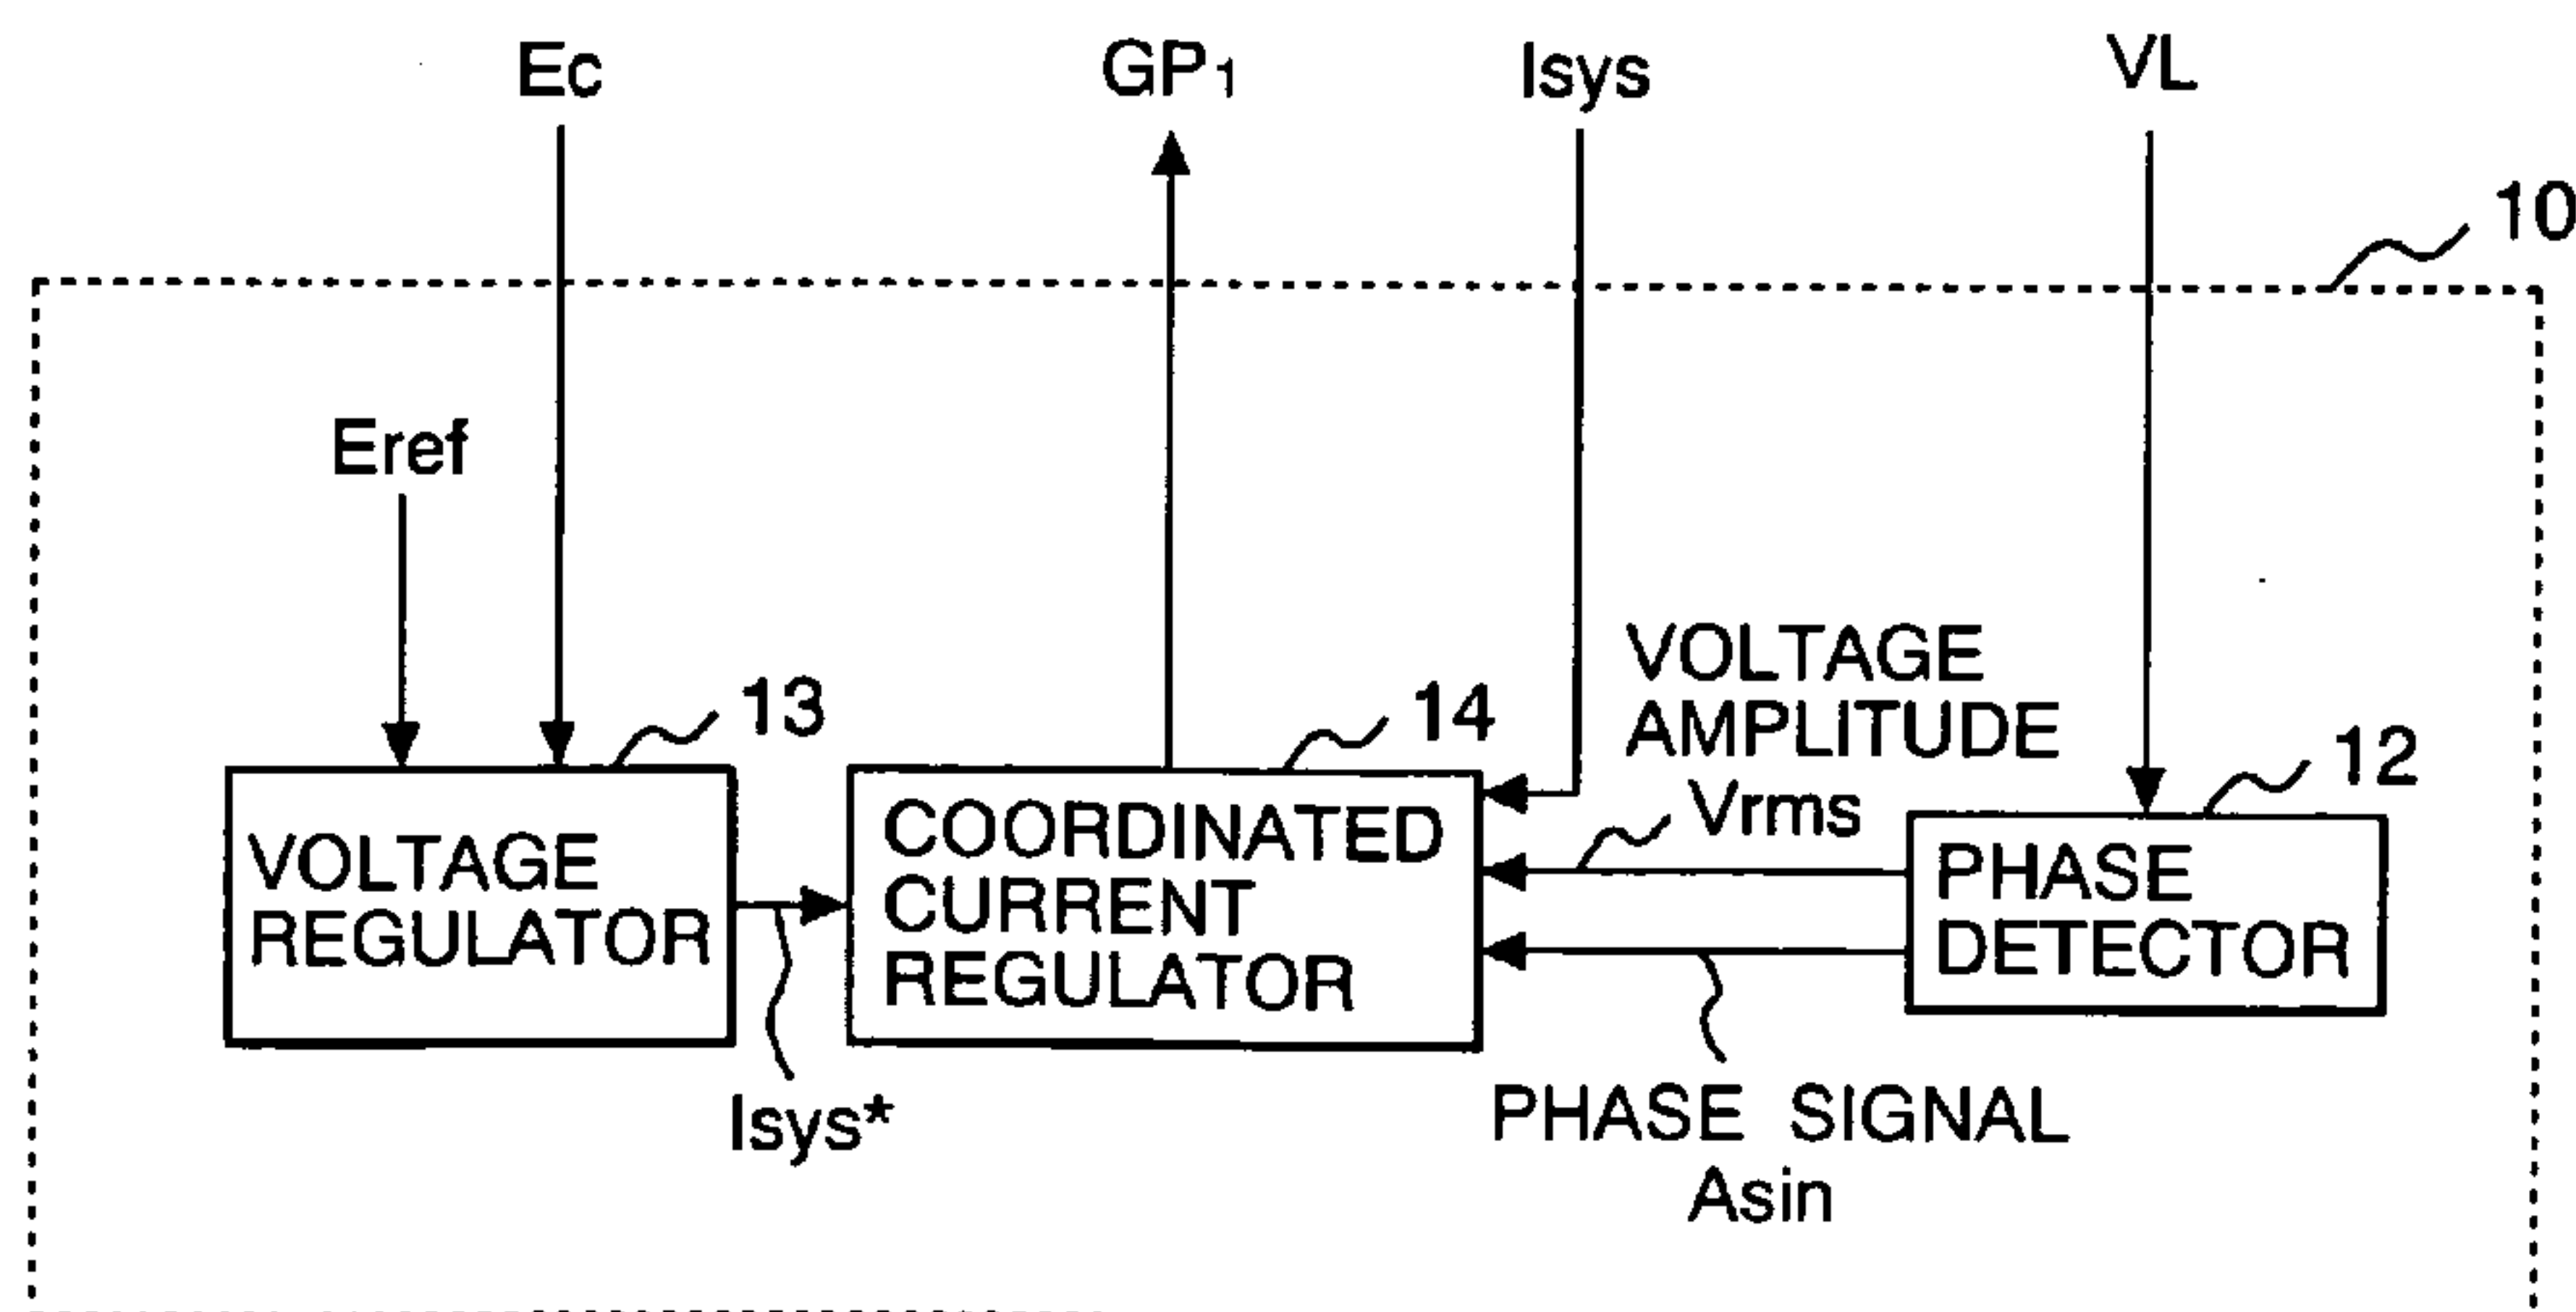 Ec
GP1
Isys
VL
10
Eref
13
14
VOLTAGE
AMPLITUDE
Vrms
12
VOLTAGE
REGULATOR
COORDINATED
CURRENT
REGULATOR
PHASE
DETECTOR
Isys*
PHASE SIGNAL
Asin